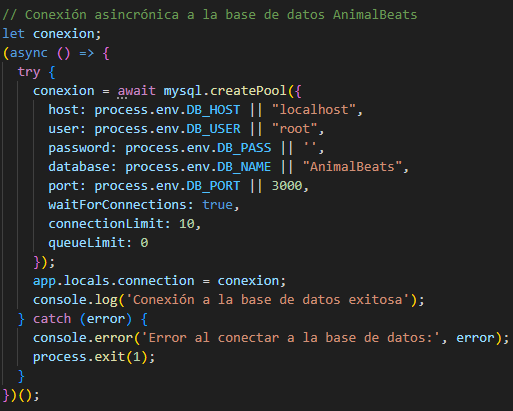 // Conexión asincrónica a la base de datos AnimalBeats
let conexion;
(async () => {
  try {
    conexion = await mysql.createPool({
      host: process.env.DB_HOST || "localhost",
      user: process.env.DB_USER || "root",
      password: process.env.DB_PASS || '',
      database: process.env.DB_NAME || "AnimalBeats",
      port: process.env.DB_PORT || 3000,
      waitForConnections: true,
      connectionLimit: 10,
      queueLimit: 0
    });
    app.locals.connection = conexion;
    console.log('Conexión a la base de datos exitosa');
  } catch (error) {
    console.error('Error al conectar a la base de datos:', error);
    process.exit(1);
  }
})();